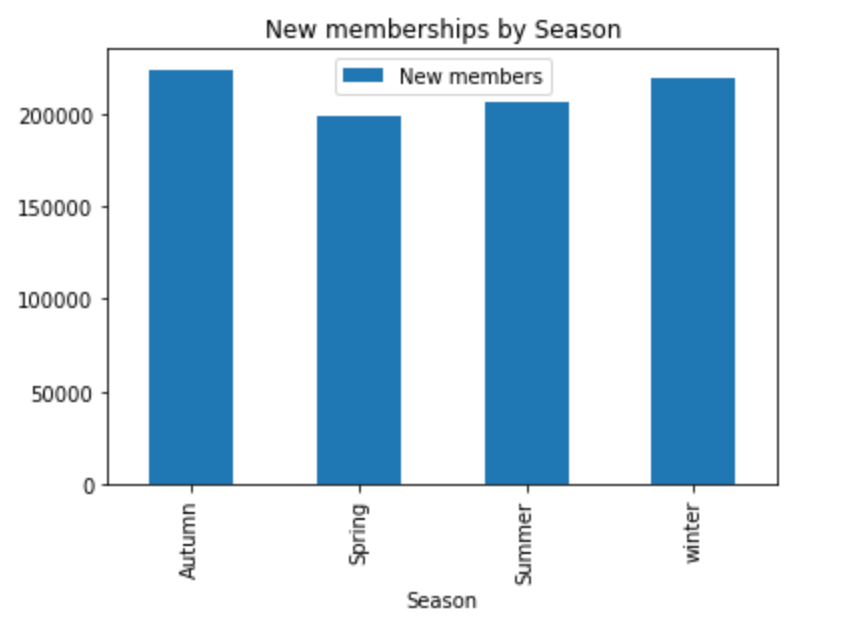 New memberships by Season
New members
200000
150000
100000
50000
0
Autumn
Spring
Summer
winter
Season